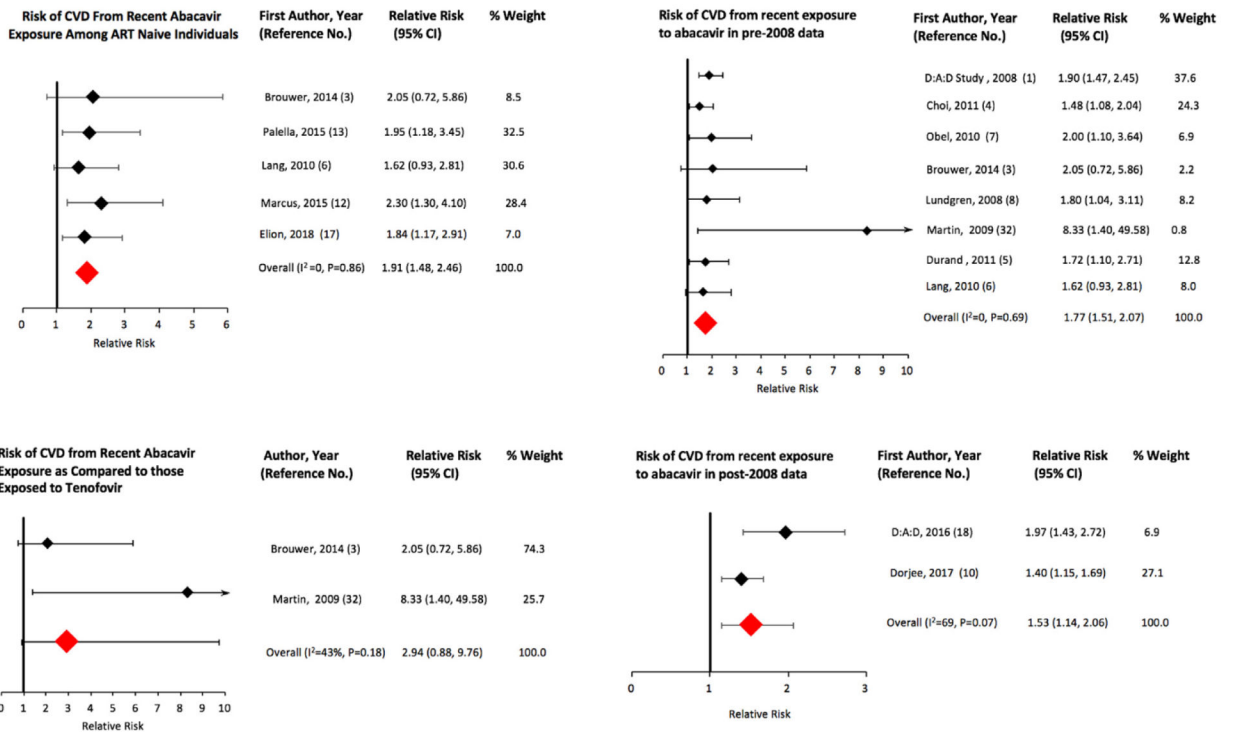 Risk of CVD From Recent Abacavir
Exposure Among ART Naive Individuals
First Author, Year
(Reference No.)
Relative Risk
(95% CI)
% Weight
Brouwer, 2014 (3) 2.05 (0.72, 5.86) 8.5
Palella, 2015 (13) 1.95 (1.18, 3.45) 32.5
Lang, 2010 (6) 1.62 (0.93, 2.81) 30.6
Marcus, 2015 (12) 2.30 (1.30, 4.10) 28.4
Elion, 2018 (17) 1.84 (1.17, 2.91) 7.0
Overall (I² =0, P=0.86) 1.91 (1.48, 2.46) 100.0
0 1 2 3 4 5 6
Relative Risk
Risk of CVD from recent exposure
to abacavir in pre-2008 data
First Author, Year
(Reference No.)
Relative Risk
(95% CI)
% Weight
D:A:D Study , 2008 (1) 1.90 (1.47, 2.45) 37.6
Choi, 2011 (4) 1.48 (1.08, 2.04) 24.3
Obel, 2010 (7) 2.00 (1.10, 3.64) 6.9
Brouwer, 2014 (3) 2.05 (0.72, 5.86) 2.2
Lundgren, 2008 (8) 1.80 (1.04, 3.11) 8.2
Martin, 2009 (32) 8.33 (1.40, 49.58) 0.8
Durand , 2011 (5) 1.72 (1.10, 2.71) 12.8
Lang, 2010 (6) 1.62 (0.93, 2.81) 8.0
Overall (I²=0, P=0.69) 1.77 (1.51, 2.07) 100.0
0 1 2 3 4 5 6 7 8 9 10
Relative Risk
Risk of CVD from Recent Abacavir
Exposure as Compared to those
Exposed to Tenofovir
Author, Year
(Reference No.)
Relative Risk
(95% CI)
% Weight
Brouwer, 2014 (3) 2.05 (0.72, 5.86) 74.3
Martin, 2009 (32) 8.33 (1.40, 49.58) 25.7
Overall (I²=43%, P=0.18) 2.94 (0.88, 9.76) 100.0
0 1 2 3 4 5 6 7 8 9 10
Relative Risk
Risk of CVD from recent exposure
to abacavir in post-2008 data
First Author, Year
(Reference No.)
Relative Risk
(95% CI)
% Weight
D:A:D, 2016 (18) 1.97 (1.43, 2.72) 6.9
Dorjee, 2017 (10) 1.40 (1.15, 1.69) 27.1
Overall (I²=69, P=0.07) 1.53 (1.14, 2.06) 100.0
0 1 2 3
Relative Risk